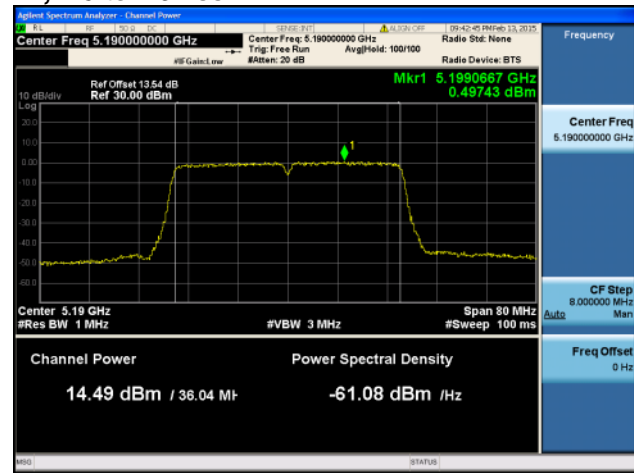 Agilent Spectrum Analyzer - Channel Power
RL RF 50 Ω DC SENSE:INT ALIGN OFF 09:42:45 PM Feb 13, 2015
Center Freq 5.190000000 GHz
Center Freq: 5.190000000 GHz
Radio Std: None
Trig: Free Run Avg|Hold: 100/100
#IFGain:Low #Atten: 20 dB Radio Device: BTS
Frequency
Mkr1 5.1990667 GHz
0.49743 dBm
Ref Offset 13.54 dB
10 dB/div Ref 30.00 dBm
Log
20.0
10.0
0.00
-10.0
-20.0
-30.0
-40.0
-50.0
-60.0
1
Center 5.19 GHz Span 80 MHz
#Res BW 1 MHz #VBW 3 MHz #Sweep 100 ms
Channel Power Power Spectral Density
14.49 dBm / 36.04 MH -61.08 dBm /Hz
Center Freq
5.190000000 GHz
CF Step
8.000000 MHz
Auto Man
Freq Offset
0 Hz
MSG STATUS